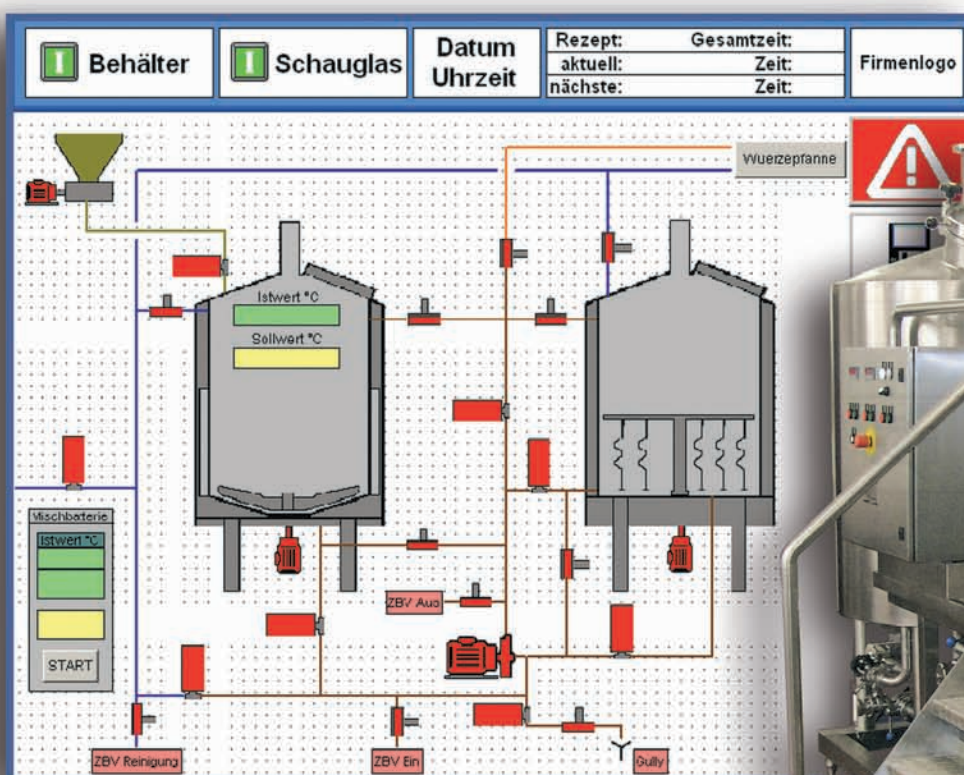 Behälter
Schauglas
Datum
Uhrzeit
Rezept: Gesamtzeit:
aktuell: Zeit:
nächste: Zeit:
Firmenlogo
Wuerzepfanne
Istwert °C
Sollwert °C
Mischbatterie
Istwert °C
START
ZBV Aus
ZBV Reinigung
ZBV Ein
Gully